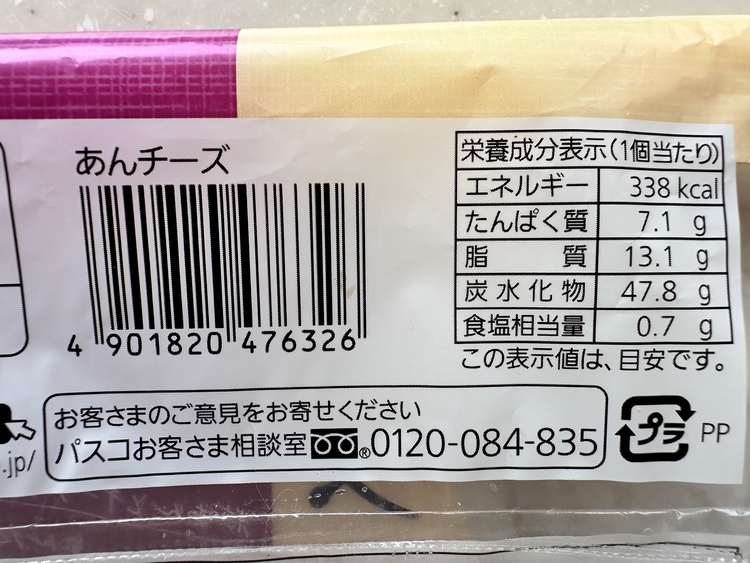 あんチーズ
4 901820 476326
栄養成分表示(1個当たり)
エネルギー 338 kcal
たんぱく質 7.1 g
脂質 13.1 g
炭水化物 47.8 g
食塩相当量 0.7 g
この表示値は、目安です。
お客さまのご意見をお寄せください
パスコお客さま相談室 ®0120-084-835
プラ PP
.jp/